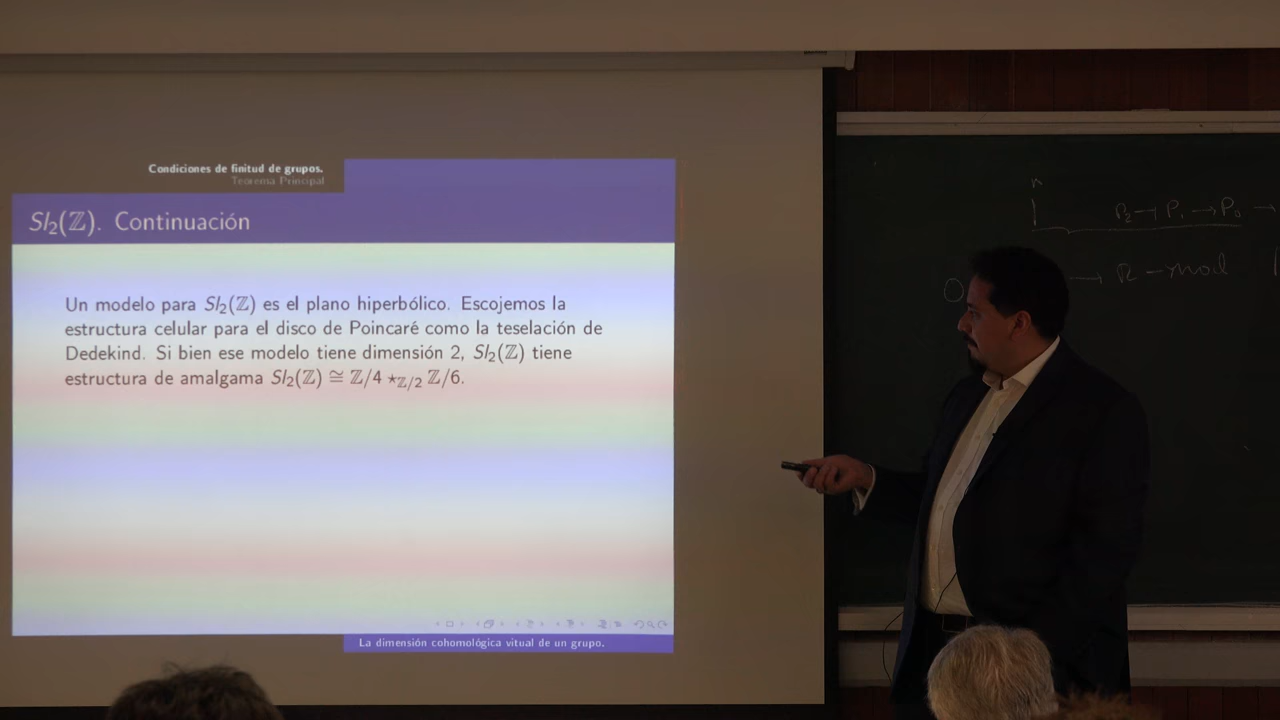 Condiciones de finitud de grupos.
Teorema Principal
Sl₂(ℤ). Continuación
Un modelo para Sl₂(ℤ) es el plano hiperbólico. Escojemos la
estructura celular para el disco de Poincaré como la teselación de
Dedekind. Si bien ese modelo tiene dimensión 2, Sl₂(ℤ) tiene
estructura de amalgama Sl₂(ℤ) ≅ ℤ/4 ⋆_ℤ/2 ℤ/6.
La dimensión cohomológica vitual de un grupo.
n
P₂ → P₁ → P₀ →
→ R - mod